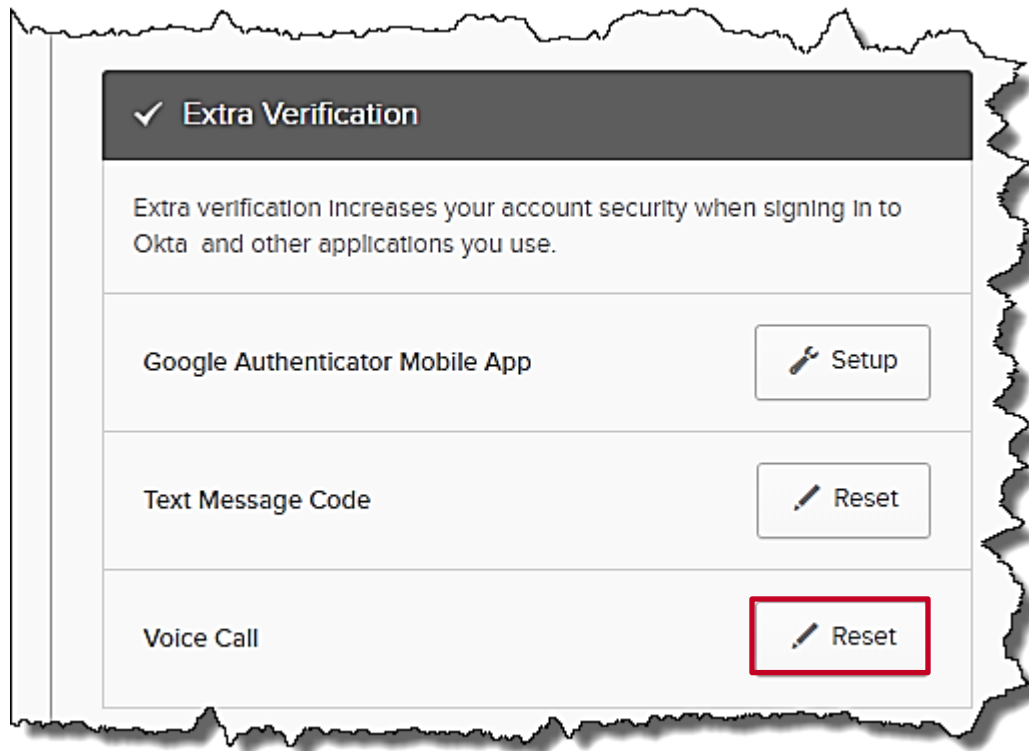 Extra Verification
Extra verification increases your account security when signing in to
Okta and other applications you use.
Google Authenticator Mobile App
Setup
Text Message Code
Reset
Voice Call
Reset